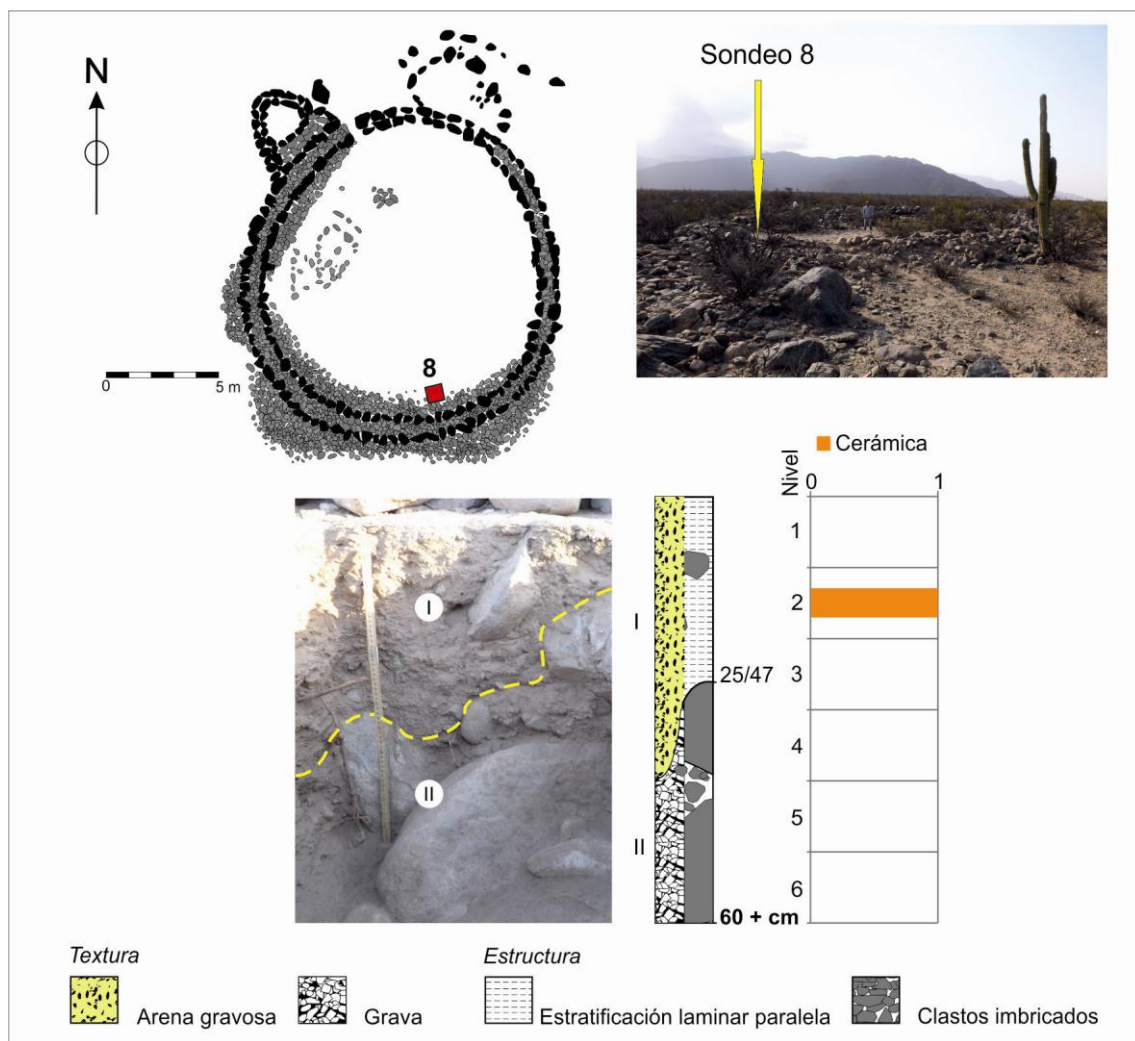 N
Sondeo 8
0 5 m
8
Cerámica
Nivel
0 1
1
2
3
4
5
6
I
II
I
II
25/47
60 + cm
Textura
Estructura
Arena gravosa
Grava
Estratificación laminar paralela
Clastos imbricados